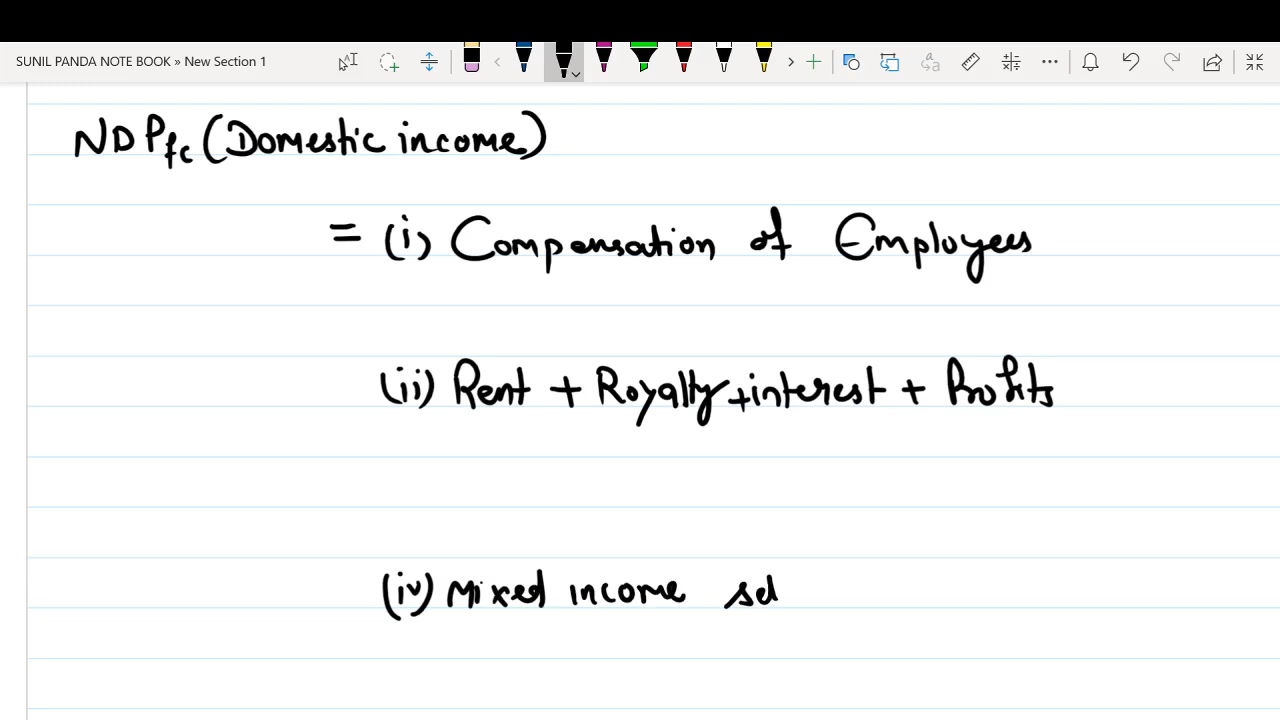 SUNIL PANDA NOTE BOOK » New Section 1
NDPfc (Domestic income)
= (i) Compensation of Employees
(ii) Rent + Royalty + interest + Profits
(iv) Mixed income sel